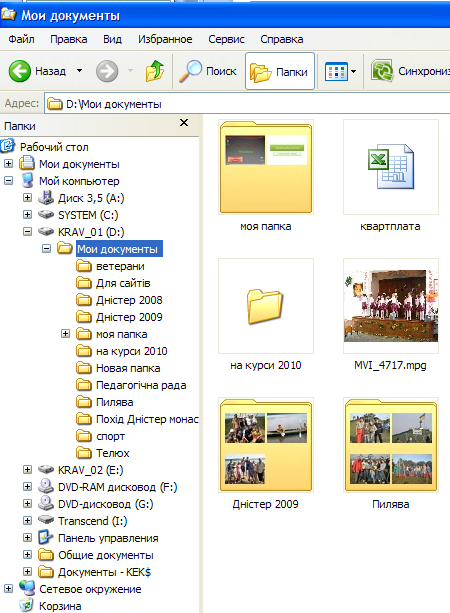 Мои документы
Файл Правка Вид Избранное Сервис Справка
Назад Поиск Папки
Адрес: D:\Мои документы
Папки
Рабочий стол
Мои документы
Мой компьютер
Диск 3,5 (A:)
SYSTEM (C:)
KRAV_01 (D:)
Мои документы
ветерани
Для сайтів
Дністер 2008
Дністер 2009
моя папка
на курси 2010
Новая папка
Педагогічна рада
Пилява
Похід Дністер монас
спорт
Телюх
KRAV_02 (E:)
DVD-RAM дисковод (F:)
DVD-дисковод (G:)
Transcend (I:)
Панель управления
Общие документы
Документы - KEK$
Сетевое окружение
Корзина
моя папка
квартплата
на курси 2010
MVI_4717.mpg
Дністер 2009
Пилява